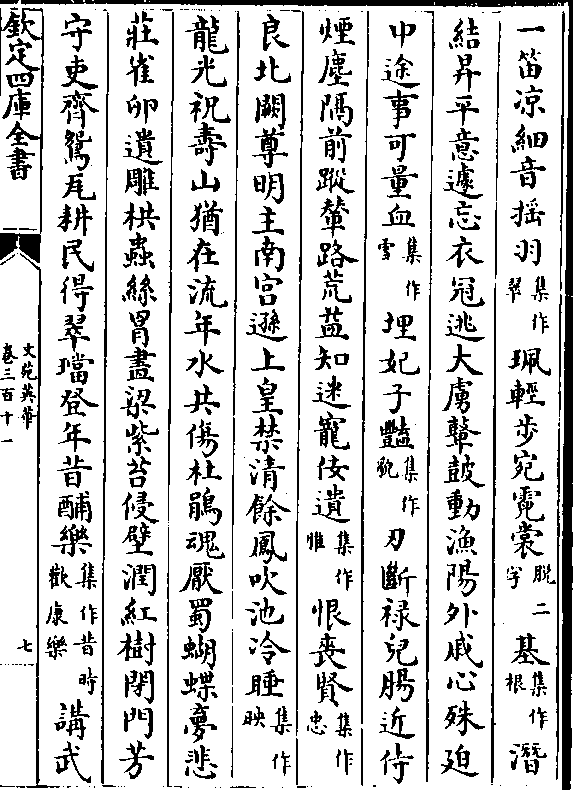 一笛凉細音揺羽集作翠珮輕步宛霓裳脱二字基集作根潛
結昇平意遽忘衣冠逃大虜鼙鼓動漁陽外戚心殊廹
中途事可量血集作雪埋妃子豔集作貌刃斷祿兒腸近侍
煙塵隔前蹤輦路荒益知迷寵佞遺集作惟恨喪賢集作忠
良北闕尊明主南宫遜上皇禁清餘鳳吹池冷睡集作映
龍光祝壽山猶在流年水共傷杜鵑魂厭蜀蝴蝶夢悲
莊雀卵遺雕栱蟲絲罥畫梁紫苔侵壁潤紅樹閉門芳
守吏齊鴛瓦耕民得翠璫登年昔酺樂集作昔時歡康樂講武
欽定四庫全書
文苑英華
卷三百十一
七